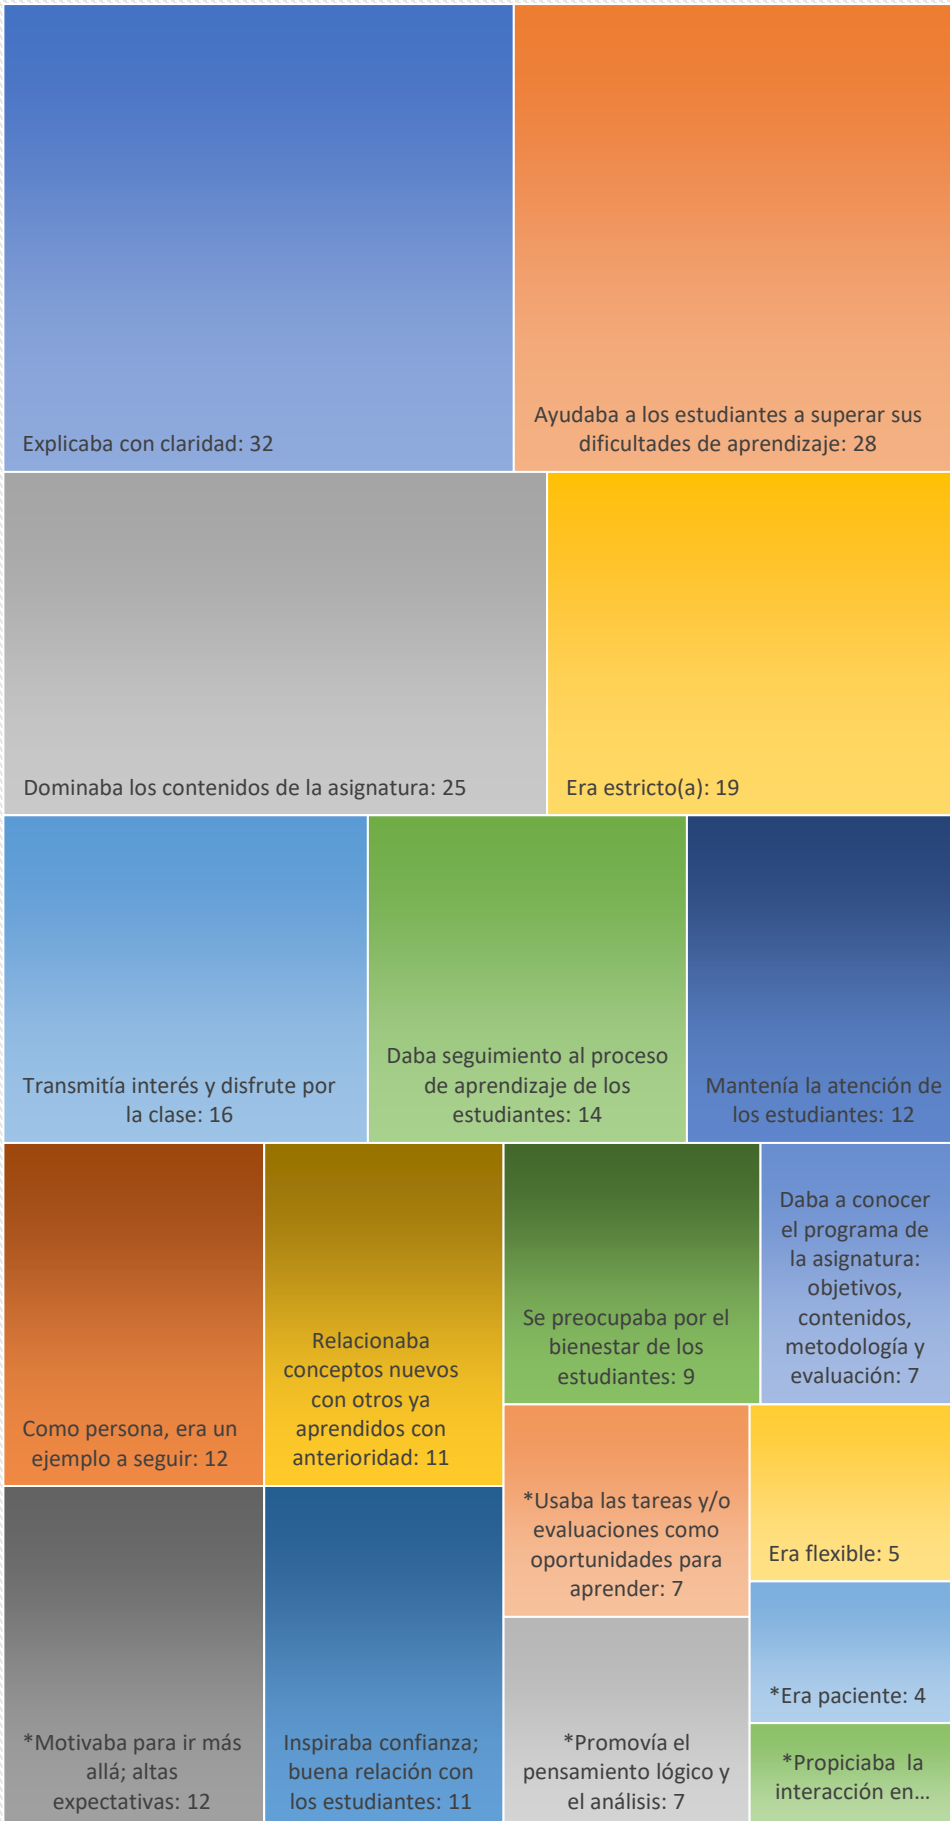 Explicaba con claridad: 32
Ayudaba a los estudiantes a superar sus
dificultades de aprendizaje: 28
Dominaba los contenidos de la asignatura: 25
Era estricto(a): 19
Transmitía interés y disfrute por
la clase: 16
Daba seguimiento al proceso
de aprendizaje de los
estudiantes: 14
Mantenía la atención de
los estudiantes: 12
Como persona, era un
ejemplo a seguir: 12
Relacionaba
conceptos nuevos
con otros ya
aprendidos con
anterioridad: 11
Se preocupaba por el
bienestar de los
estudiantes: 9
Daba a conocer
el programa de
la asignatura:
objetivos,
contenidos,
metodología y
evaluación: 7
*Usaba las tareas y/o
evaluaciones como
oportunidades para
aprender: 7
Era flexible: 5
*Motivaba para ir más
allá; altas
expectativas: 12
Inspiraba confianza;
buena relación con
los estudiantes: 11
*Promovía el
pensamiento lógico y
el análisis: 7
*Era paciente: 4
*Propiciaba  la
interacción en…